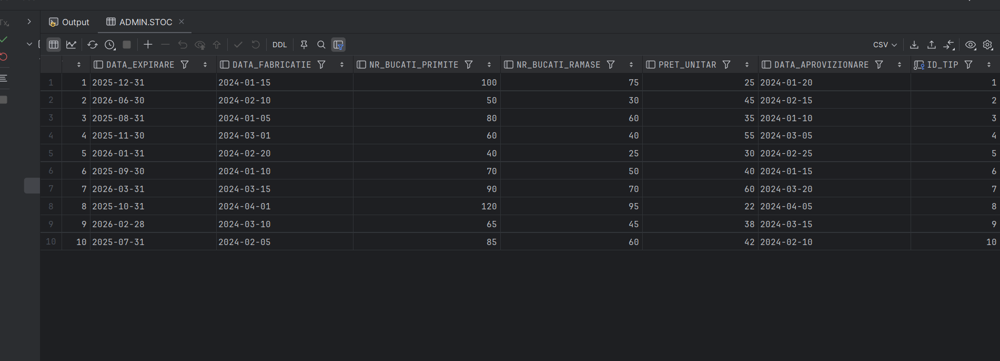 Tx
Output ADMIN.STOC
DDL CSV
DATA_EXPIRARE DATA_FABRICATIE NR_BUCATI_PRIMITE NR_BUCATI_RAMASE PRET_UNITAR DATA_APROVIZIONARE ID_TIP
1 1 2025-12-31 2024-01-15 100 75 25 2024-01-20 1
2 2 2026-06-30 2024-02-10 50 30 45 2024-02-15 2
3 3 2025-08-31 2024-01-05 80 60 35 2024-01-10 3
4 4 2025-11-30 2024-03-01 60 40 55 2024-03-05 4
5 5 2026-01-31 2024-02-20 40 25 30 2024-02-25 5
6 6 2025-09-30 2024-01-10 70 50 40 2024-01-15 6
7 7 2026-03-31 2024-03-15 90 70 60 2024-03-20 7
8 8 2025-10-31 2024-04-01 120 95 22 2024-04-05 8
9 9 2026-02-28 2024-03-10 65 45 38 2024-03-15 9
10 10 2025-07-31 2024-02-05 85 60 42 2024-02-10 10